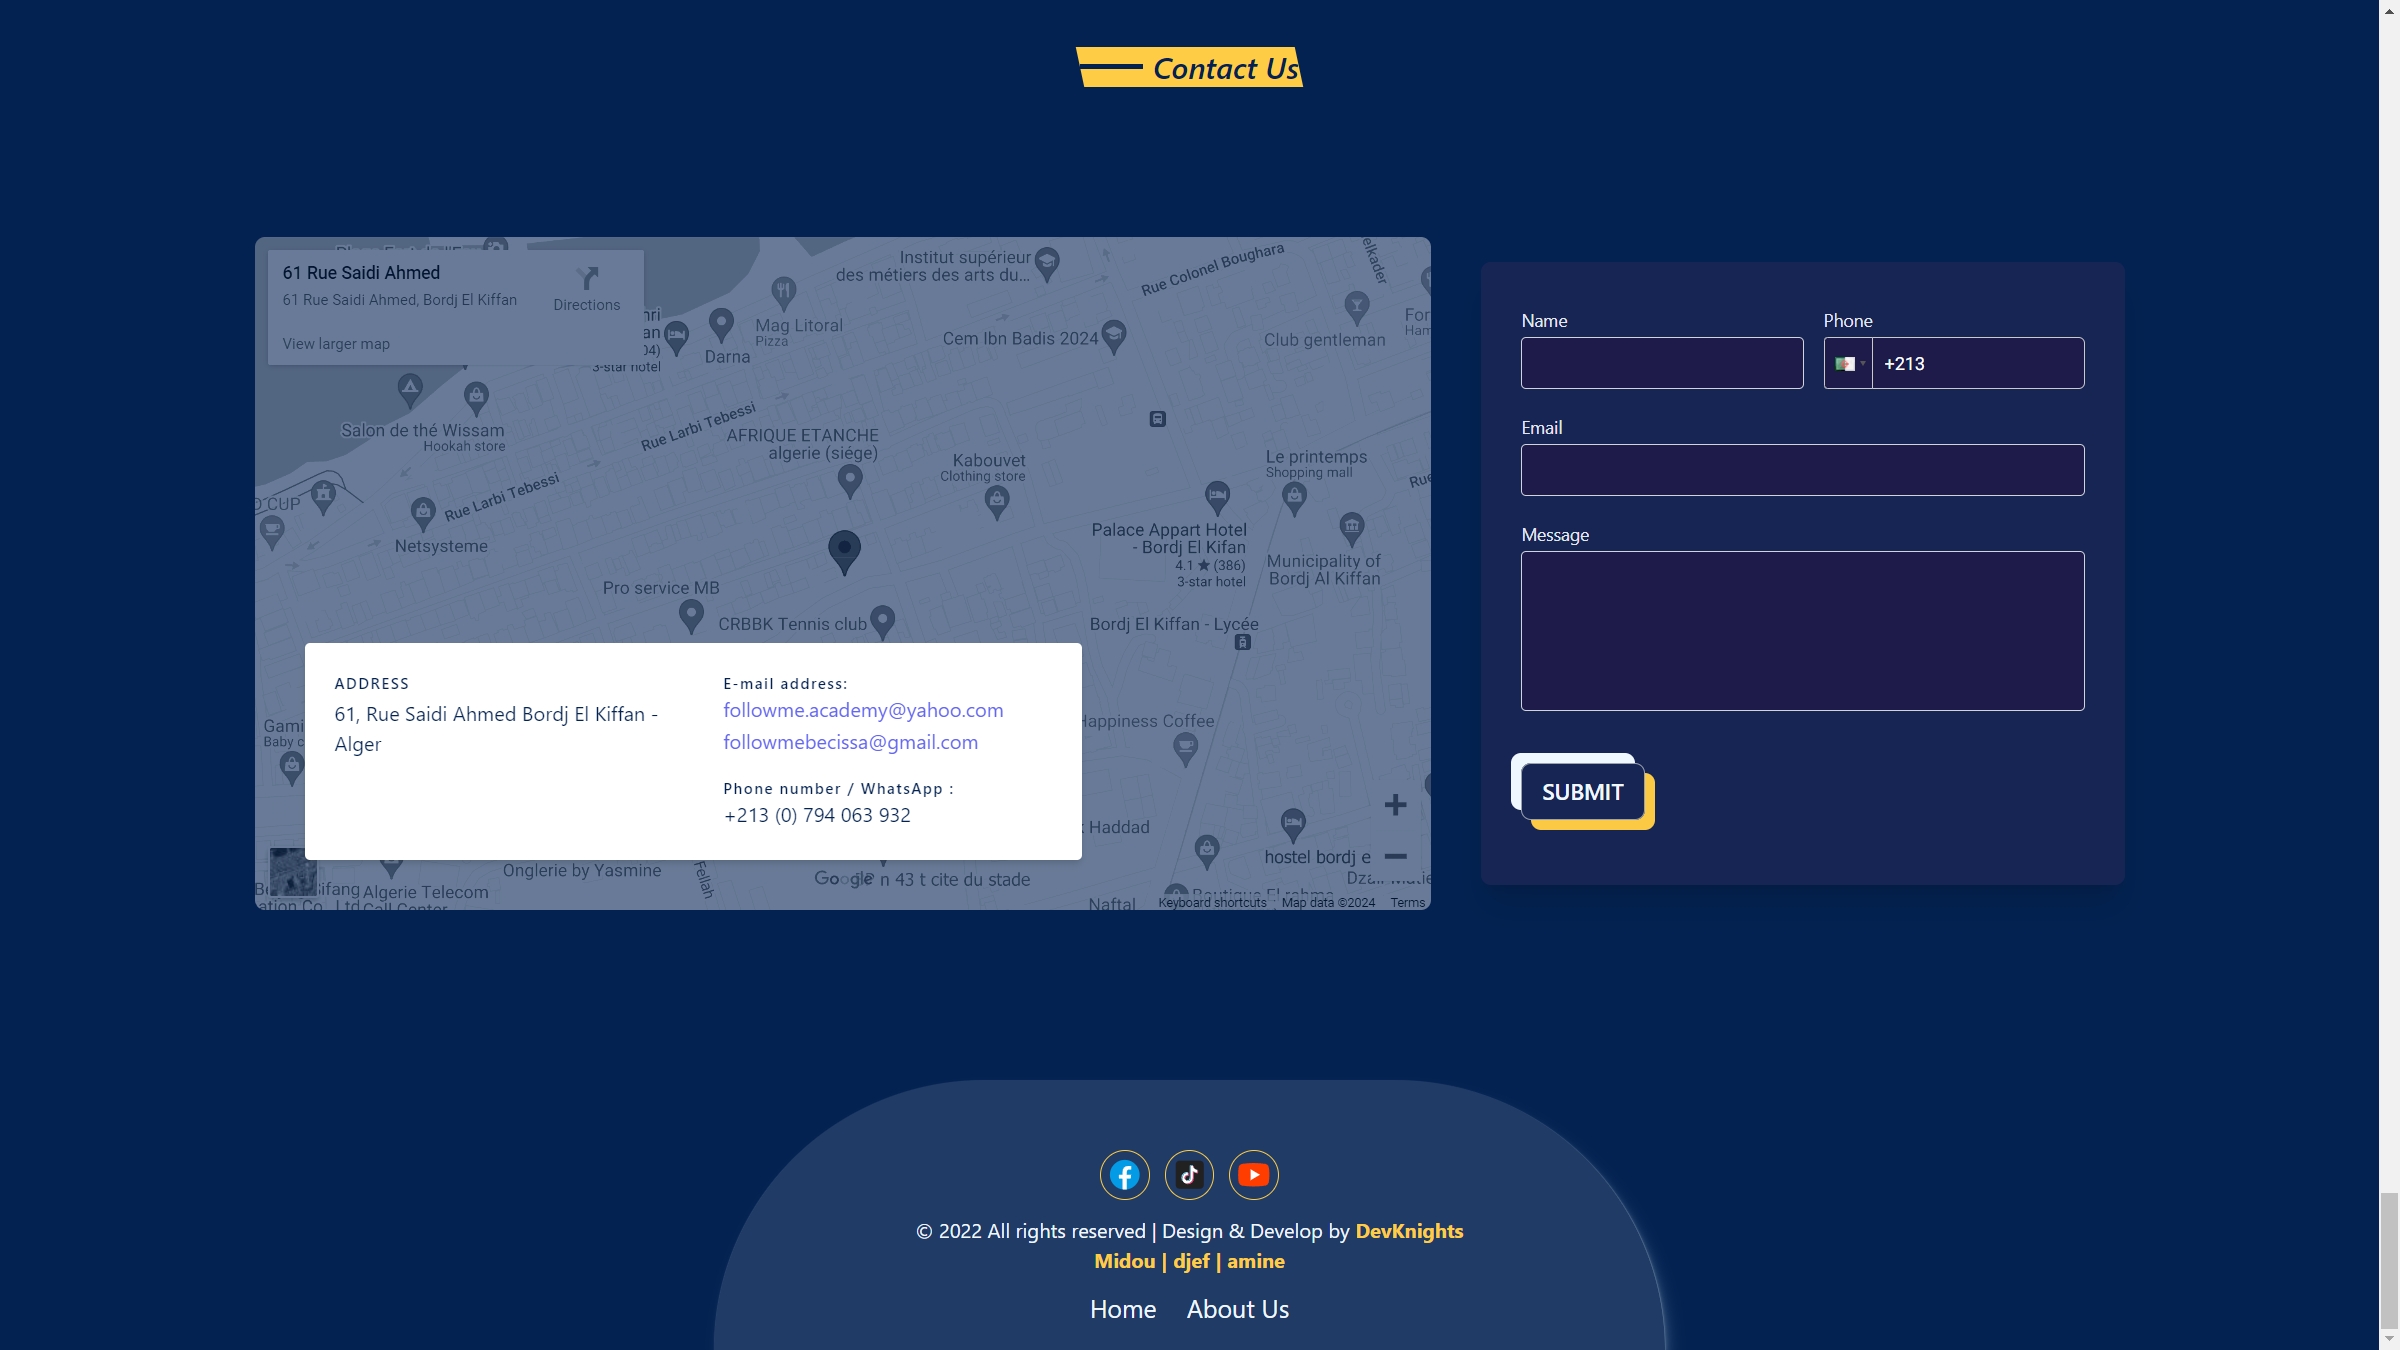 Contact Us
61 Rue Saidi Ahmed
61 Rue Saidi Ahmed, Bordj El Kiffan
Directions
View larger map
Institut supérieur
des métiers des arts du...
Rue Colonel Boughara
elkader
Mag Litoral
Pizza
Darna
3-star hotel
Cem Ibn Badis 2024
Club gentleman
Salon de thé Wissam
Hookah store
Rue Larbi Tebessi
AFRIQUE ETANCHE
algerie (siége)
Kabouvet
Clothing store
Le printemps
Shopping mall
Rue Larbi Tebessi
CUP
Netsysteme
Palace Appart Hotel
- Bordj El Kifan
4.1 ★ (386)
3-star hotel
Municipality of
Bordj Al Kiffan
Pro service MB
CRBBK Tennis club
Bordj El Kiffan - Lycée
Happiness Coffee
Haddad
hostel bordj e
Onglerie by Yasmine
Fellah
Algerie Telecom
Google
n 43 t cite du stade
Naftal
Keyboard shortcuts
Map data ©2024
Terms
ADDRESS
61, Rue Saidi Ahmed Bordj El Kiffan -
Alger
E-mail address:
followme.academy@yahoo.com
followmebecissa@gmail.com
Phone number / WhatsApp :
+213 (0) 794 063 932
Name
Phone
+213
Email
Message
SUBMIT
© 2022 All rights reserved | Design & Develop by DevKnights
Midou | djef | amine
Home About Us